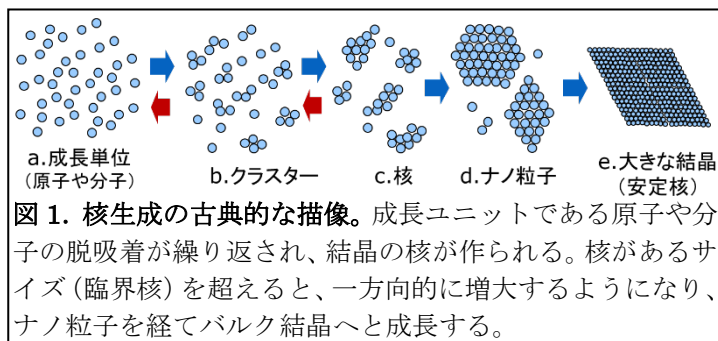 a.成長単位
(原子や分子)
b.クラスター
c.核
d.ナノ粒子
e.大きな結晶
(安定核)
図 1. 核生成の古典的な描像。成長ユニットである原子や分
子の脱吸着が繰り返され、結晶の核が作られる。核があるサ
イズ(臨界核)を超えると、一方向的に増大するようになり、
ナノ粒子を経てバルク結晶へと成長する。